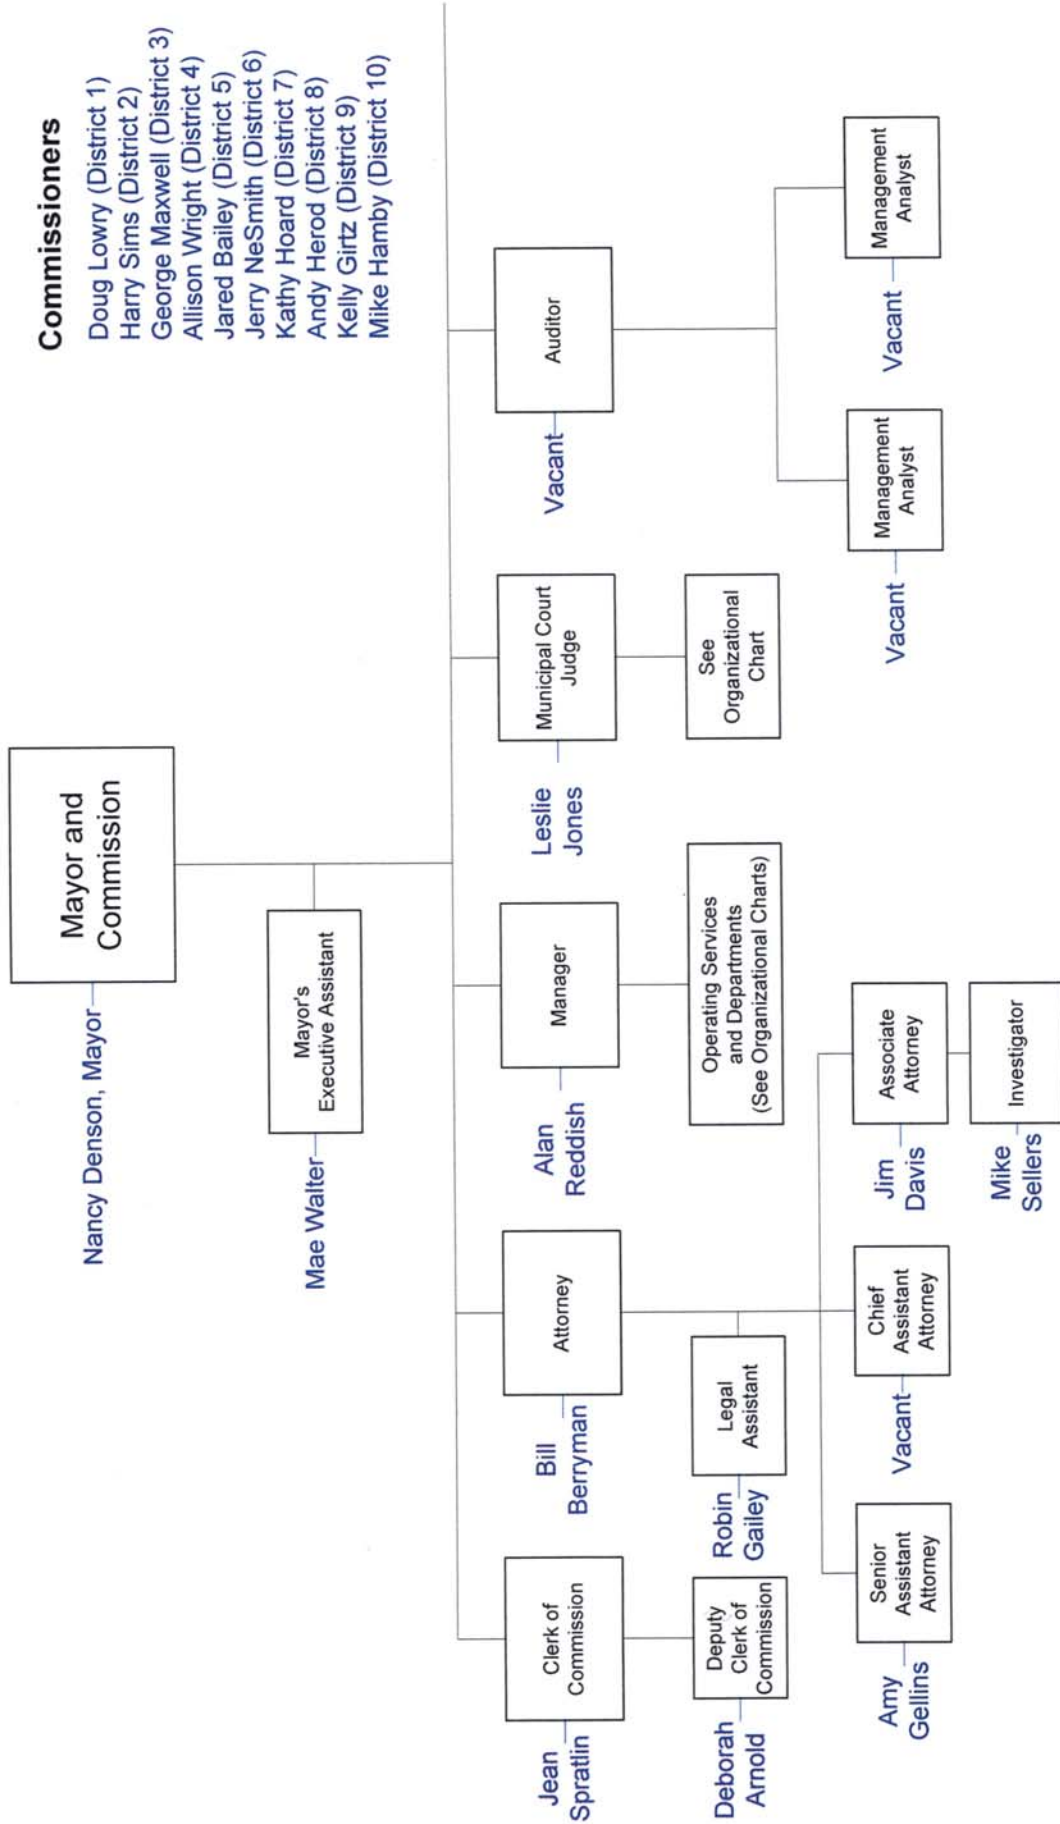 Commissioners
Doug Lowry (District 1)
Harry Sims (District 2)
George Maxwell (District 3)
Allison Wright (District 4)
Jared Bailey (District 5)
Jerry NeSmith (District 6)
Kathy Hoard (District 7)
Andy Herod (District 8)
Kelly Girtz (District 9)
Mike Hamby (District 10)
Mayor and
Commission
Nancy Denson, Mayor
Mayor's
Executive Assistant
Mae Walter
Clerk of
Commission
Jean
Spratlin
Attorney
Bill
Berryman
Manager
Alan
Reddish
Municipal Court
Judge
Leslie
Jones
Auditor
Vacant
Deputy
Clerk of
Commission
Deborah
Arnold
Legal
Assistant
Robin
Gailey
Operating Services
and Departments
(See Organizational Charts)
See
Organizational
Chart
Senior
Assistant
Attorney
Amy
Gellins
Chief
Assistant
Attorney
Vacant
Associate
Attorney
Jim
Davis
Investigator
Mike
Sellers
Management
Analyst
Vacant
Management
Analyst
Vacant